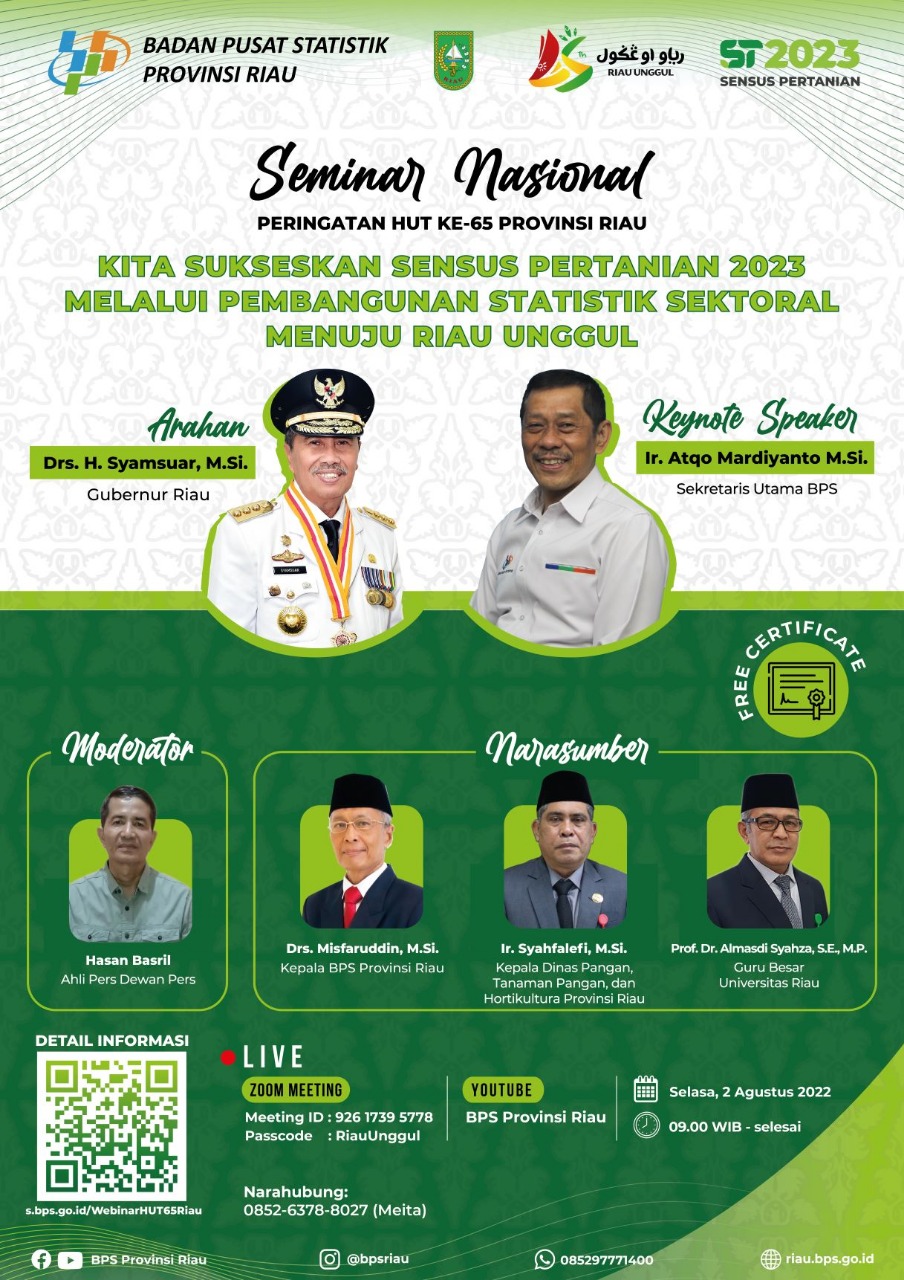 BADAN PUSAT STATISTIK
PROVINSI RIAU
RIAU
RIAU UNGGUL
ST2023
SENSUS PERTANIAN
Seminar Nasional
PERINGATAN HUT KE-65 PROVINSI RIAU
KITA SUKSESKAN SENSUS PERTANIAN 2023
MELALUI PEMBANGUNAN STATISTIK SEKTORAL
MENUJU RIAU UNGGUL
Arahan
Drs. H. Syamsuar, M.Si.
Gubernur Riau
Keynote Speaker
Ir. Atqo Mardiyanto M.Si.
Sekretaris Utama BPS
SYAMSUAR
FREE CERTIFICATE
Moderator
Hasan Basril
Ahli Pers Dewan Pers
Narasumber
Drs. Misfaruddin, M.Si.
Kepala BPS Provinsi Riau
Ir. Syahfalefi, M.Si.
Kepala Dinas Pangan,
Tanaman Pangan, dan
Hortikultura Provinsi Riau
Prof. Dr. Almasdi Syahza, S.E., M.P.
Guru Besar
Universitas Riau
DETAIL INFORMASI
s.bps.go.id/WebinarHUT65Riau
LIVE
ZOOM MEETING
Meeting ID : 926 1739 5778
Passcode : RiauUnggul
YOUTUBE
BPS Provinsi Riau
Selasa, 2 Agustus 2022
09.00 WIB - selesai
Narahubung:
0852-6378-8027 (Meita)
BPS Provinsi Riau
@bpsriau
085297771400
riau.bps.go.id